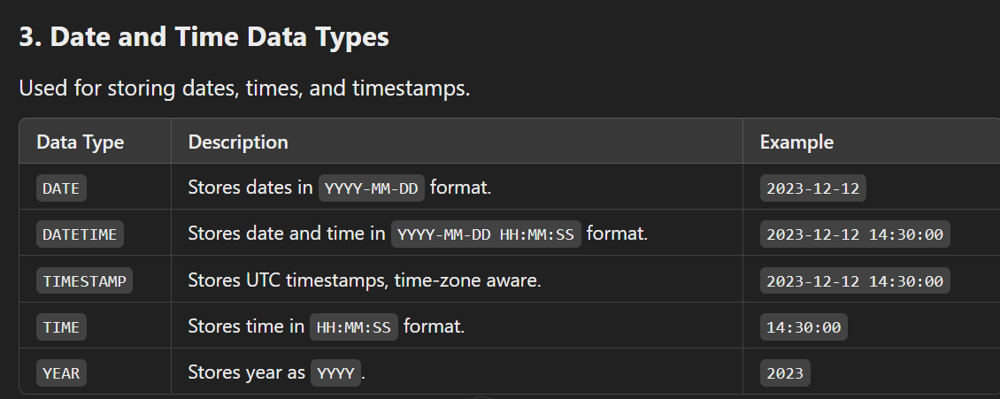 3. Date and Time Data Types
Used for storing dates, times, and timestamps.
Data Type Description Example
DATE Stores dates in YYYY-MM-DD format. 2023-12-12
DATETIME Stores date and time in YYYY-MM-DD HH:MM:SS format. 2023-12-12 14:30:00
TIMESTAMP Stores UTC timestamps, time-zone aware. 2023-12-12 14:30:00
TIME Stores time in HH:MM:SS format. 14:30:00
YEAR Stores year as YYYY. 2023